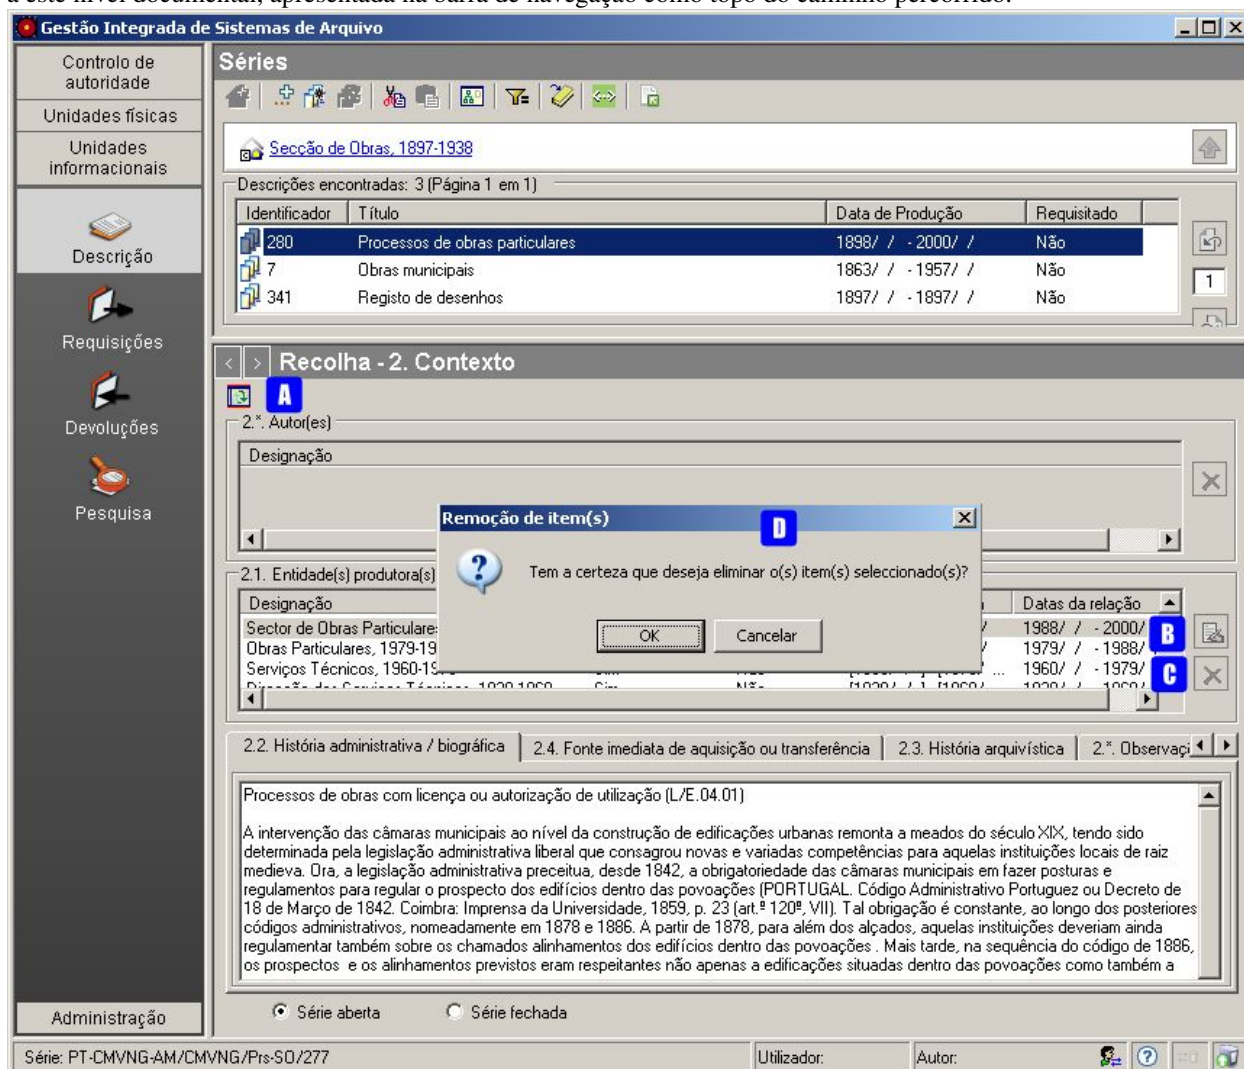 a este nível documental, apresentada na barra de navegação como topo do caminho percorrido.
Gestão Integrada de Sistemas de Arquivo
Controlo de autoridade
Unidades físicas
Unidades informacionais
Descrição
Requisições
Devoluções
Pesquisa
Administração
Séries
Secção de Obras, 1897-1938
Descrições encontradas: 3 (Página 1 em 1)
Identificador Título Data de Produção Requisitado
280 Processos de obras particulares 1898/ / - 2000/ / Não
7 Obras municipais 1863/ / - 1957/ / Não
341 Registo de desenhos 1897/ / - 1897/ / Não
1
Recolha - 2. Contexto
A
2.*. Autor(es)
Designação
Remoção de item(s)
D
Tem a certeza que deseja eliminar o(s) item(s) seleccionado(s)?
OK Cancelar
2.1. Entidade(s) produtora(s)
Designação Datas da relação
Sector de Obras Particulare 1988/ / - 2000/
B
Obras Particulares, 1979-19 1979/ / - 1988/
Serviços Técnicos, 1960-19 1960/ / - 1979/
C
2.2. História administrativa / biográfica 2.4. Fonte imediata de aquisição ou transferência 2.3. História arquivística 2.*. Observaçi
Processos de obras com licença ou autorização de utilização (L/E.04.01)
A intervenção das câmaras municipais ao nível da construção de edificações urbanas remonta a meados do século XIX, tendo sido
determinada pela legislação administrativa liberal que consagrou novas e variadas competências para aquelas instituições locais de raiz
medieva. Ora, a legislação administrativa preceitua, desde 1842, a obrigatoriedade das câmaras municipais em fazer posturas e
regulamentos para regular o prospecto dos edifícios dentro das povoações (PORTUGAL. Código Administrativo Portuguez ou Decreto de
18 de Março de 1842. Coimbra: Imprensa da Universidade, 1859, p. 23 (art.º 120º, VII). Tal obrigação é constante, ao longo dos posteriores
códigos administrativos, nomeadamente em 1878 e 1886. A partir de 1878, para além dos alçados, aquelas instituições deveriam ainda
regulamentar também sobre os chamados alinhamentos dos edifícios dentro das povoações . Mais tarde, na sequência do código de 1886,
os prospectos e os alinhamentos previstos eram respeitantes não apenas a edificações situadas dentro das povoações como também a
Série aberta Série fechada
Série: PT-CMVNG-AM/CMVNG/Prs-SO/277 Utilizador: Autor: